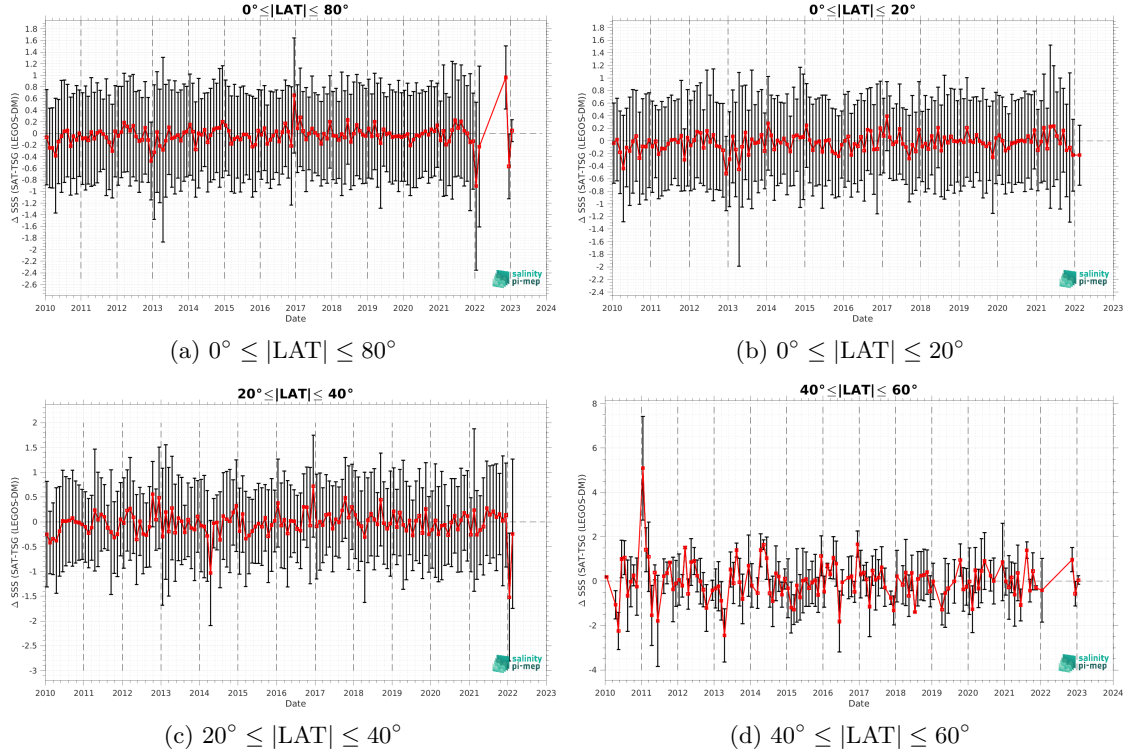 0°≤|LAT|≤ 80°
Δ SSS (SAT-TSG (LEGOS-DM))
1.8
1.6
1.4
1.2
1
0.8
0.6
0.4
0.2
0
-0.2
-0.4
-0.6
-0.8
-1
-1.2
-1.4
-1.6
-1.8
-2
-2.2
-2.4
-2.6
2010 2011 2012 2013 2014 2015 2016 2017 2018 2019 2020 2021 2022 2023 2024
Date
salinity
pi-mep
(a) 0° ≤ |LAT| ≤ 80°
0°≤|LAT|≤ 20°
Δ SSS (SAT-TSG (LEGOS-DM))
1.8
1.6
1.4
1.2
1
0.8
0.6
0.4
0.2
0
-0.2
-0.4
-0.6
-0.8
-1
-1.2
-1.4
-1.6
-1.8
-2
-2.2
-2.4
2010 2011 2012 2013 2014 2015 2016 2017 2018 2019 2020 2021 2022 2023
Date
salinity
pi-mep
(b) 0° ≤ |LAT| ≤ 20°
20°≤|LAT|≤ 40°
Δ SSS (SAT-TSG (LEGOS-DM))
2
1.5
1
0.5
0
-0.5
-1
-1.5
-2
-2.5
-3
2010 2011 2012 2013 2014 2015 2016 2017 2018 2019 2020 2021 2022 2023
Date
salinity
pi-mep
(c) 20° ≤ |LAT| ≤ 40°
40°≤|LAT|≤ 60°
Δ SSS (SAT-TSG (LEGOS-DM))
8
6
4
2
0
-2
-4
2010 2011 2012 2013 2014 2015 2016 2017 2018 2019 2020 2021 2022 2023 2024
Date
salinity
pi-mep
(d) 40° ≤ |LAT| ≤ 60°